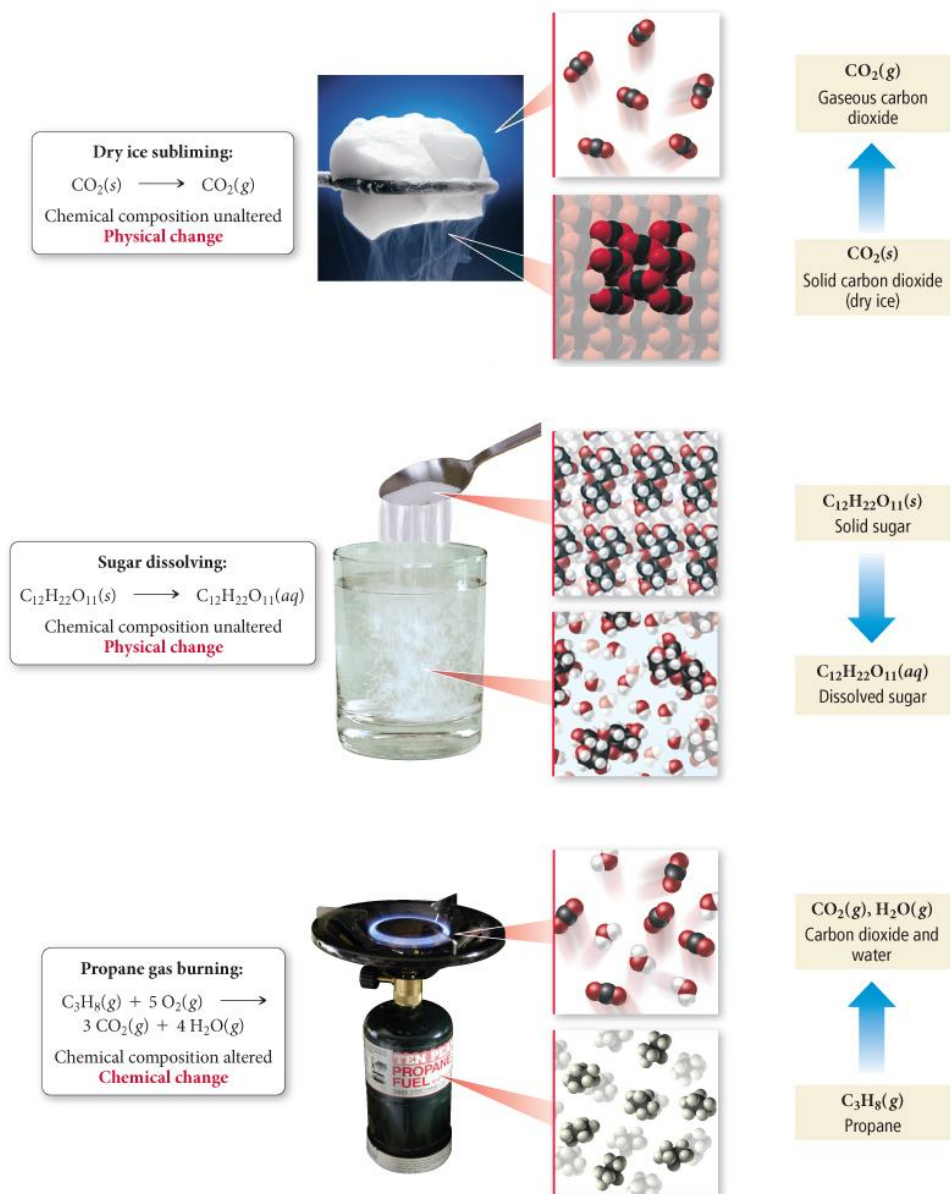 Dry ice subliming:
CO₂(s) ⟶ CO₂(g)
Chemical composition unaltered
Physical change
CO₂(g)
Gaseous carbon
dioxide
CO₂(s)
Solid carbon dioxide
(dry ice)
Sugar dissolving:
C₁₂H₂₂O₁₁(s) ⟶ C₁₂H₂₂O₁₁(aq)
Chemical composition unaltered
Physical change
C₁₂H₂₂O₁₁(s)
Solid sugar
C₁₂H₂₂O₁₁(aq)
Dissolved sugar
Propane gas burning:
C₃H₈(g) + 5 O₂(g) ⟶
3 CO₂(g) + 4 H₂O(g)
Chemical composition altered
Chemical change
TEN
PROPANE
FUEL
CO₂(g), H₂O(g)
Carbon dioxide and
water
C₃H₈(g)
Propane